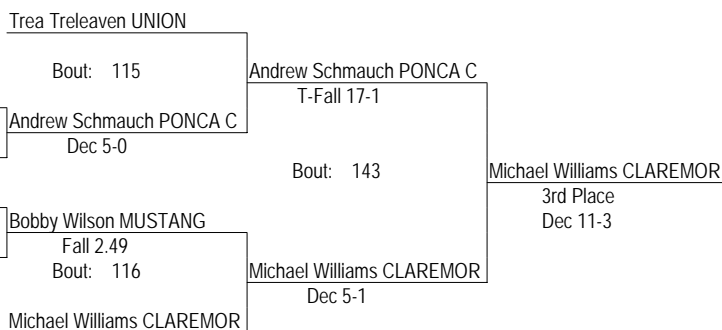 Trea Treleaven UNION
Bout: 115
Andrew Schmauch PONCA C
T-Fall 17-1
Andrew Schmauch PONCA C
Dec 5-0
Bout: 143
Michael Williams CLAREMOR
3rd Place
Dec 11-3
Bobby Wilson MUSTANG
Fall 2.49
Bout: 116
Michael Williams CLAREMOR
Dec 5-1
Michael Williams CLAREMOR